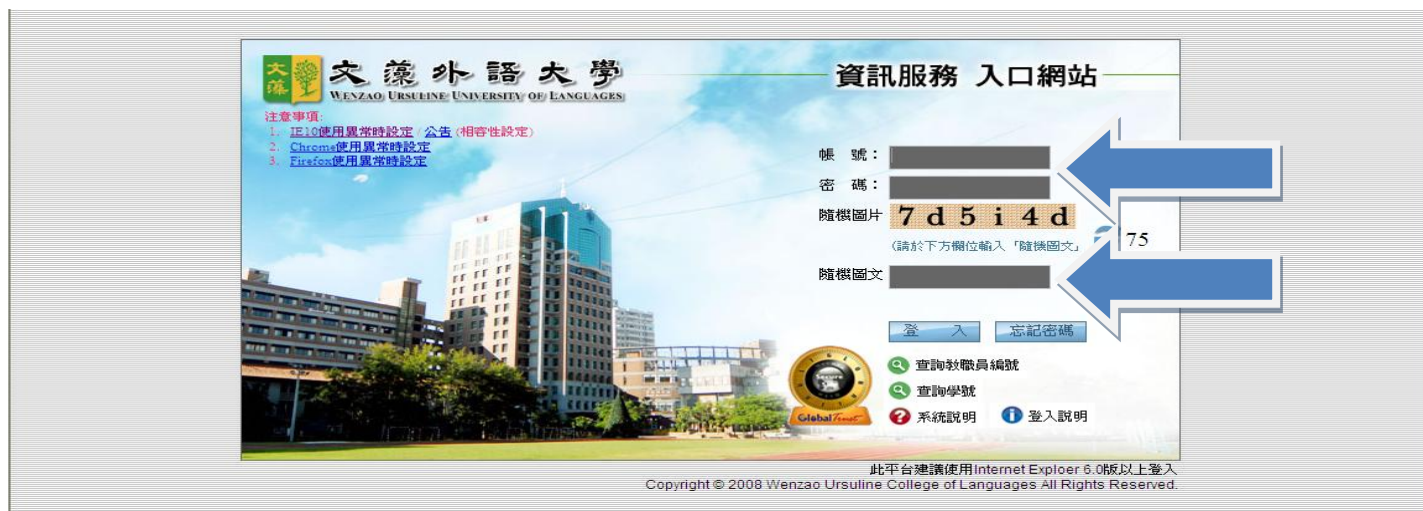 文藻
文藻外語大學
WENZAO URSULINE UNIVERSITY OF LANGUAGES
資訊服務 入口網站
注意事項:
1. IE10使用異常時設定 / 公告 (相容性設定)
2. Chrome使用異常時設定
3. Firefox使用異常時設定
帳 號：
密 碼：
隨機圖片 7 d 5 i 4 d
(請於下方欄位輸入「隨機圖文」 75
隨機圖文
登 入 忘記密碼
查詢教職員編號
查詢學號
系統說明 登入說明
Secure
GlobalTrust
此平台建議使用Internet Exploer 6.0版以上登入
Copyright © 2008 Wenzao Ursuline College of Languages All Rights Reserved.